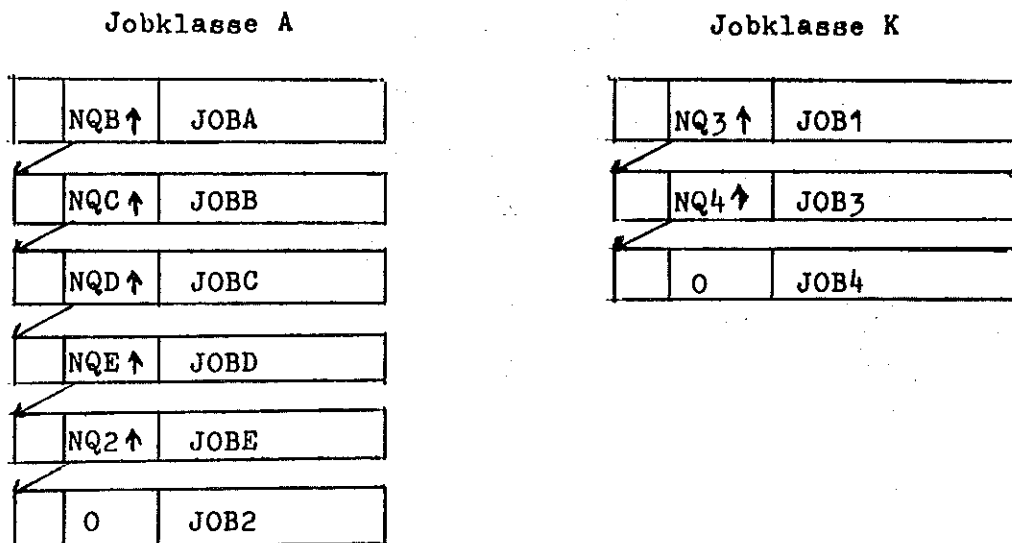 Jobklasse A
NQB↑ JOBA
NQC↑ JOBB
NQD↑ JOBC
NQE↑ JOBD
NQ2↑ JOBE
0 JOB2
Jobklasse K
NQ3↑ JOB1
NQ4↑ JOB3
0 JOB4